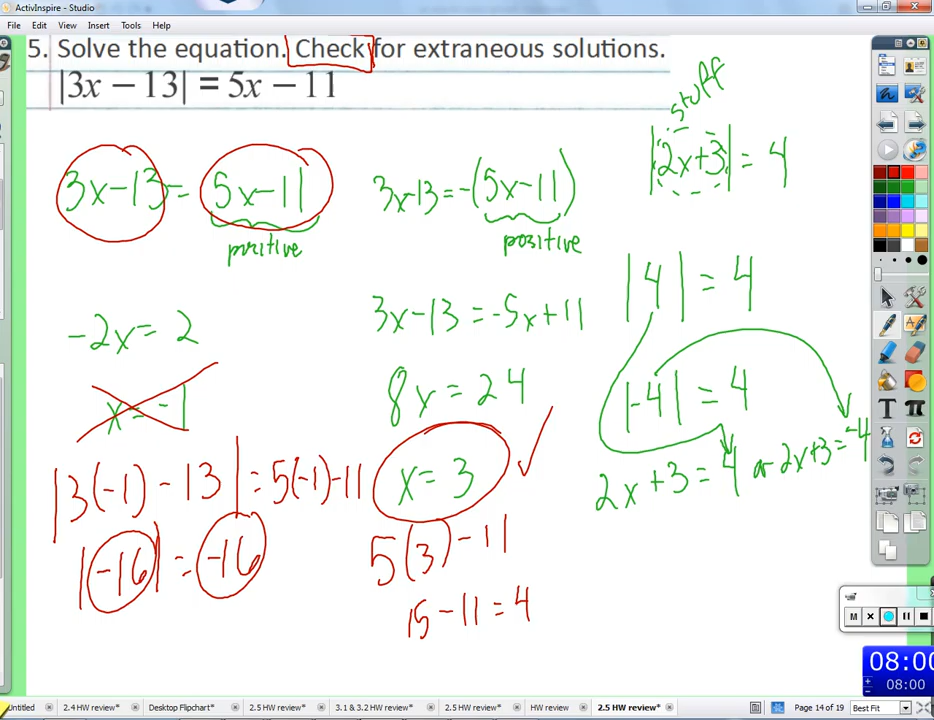 ActivInspire - Studio
File Edit View Insert Tools Help
5. Solve the equation. Check for extraneous solutions.
|3x − 13| = 5x − 11
3x-13 = 5x-11
positive
-2x = 2
x = -1
|3(-1) - 13| = 5(-1)-11
|-16| = -16
3x-13 = -(5x-11)
positive
3x-13 = -5x+11
8x = 24
x = 3
5(3) - 11
15 - 11 = 4
stuff
|2x+3| = 4
|4| = 4
|-4| = 4
2x+3 = 4 or 2x+3 = -4
M
08:00
08:00
Untitled 2.4 HW review* Desktop Flipchart* 2.5 HW review* 3.1 & 3.2 HW review* 2.5 HW review* HW review 2.5 HW review* Page 14 of 19 Best Fit